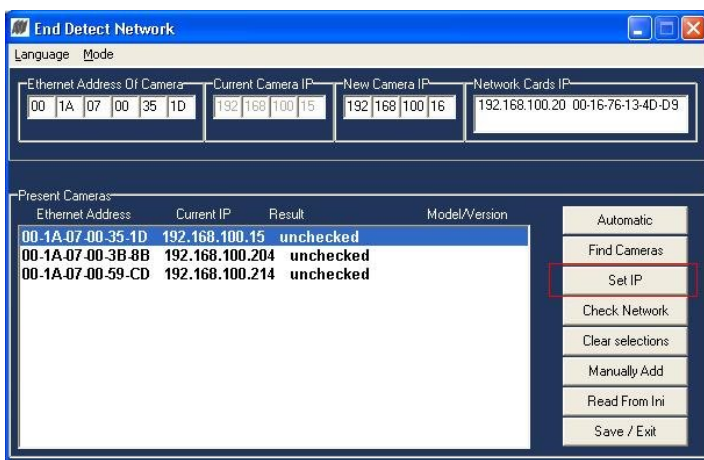 End Detect Network
Language Mode
Ethernet Address Of Camera Current Camera IP New Camera IP Network Cards IP
00 1A 07 00 35 1D 192 168 100 15 192 168 100 16 192.168.100.20 00-16-76-13-4D-D9
Present Cameras
Ethernet Address Current IP Result Model/Version
00-1A-07-00-35-1D 192.168.100.15 unchecked
00-1A-07-00-3B-8B 192.168.100.204 unchecked
00-1A-07-00-59-CD 192.168.100.214 unchecked
Automatic
Find Cameras
Set IP
Check Network
Clear selections
Manually Add
Read From Ini
Save / Exit